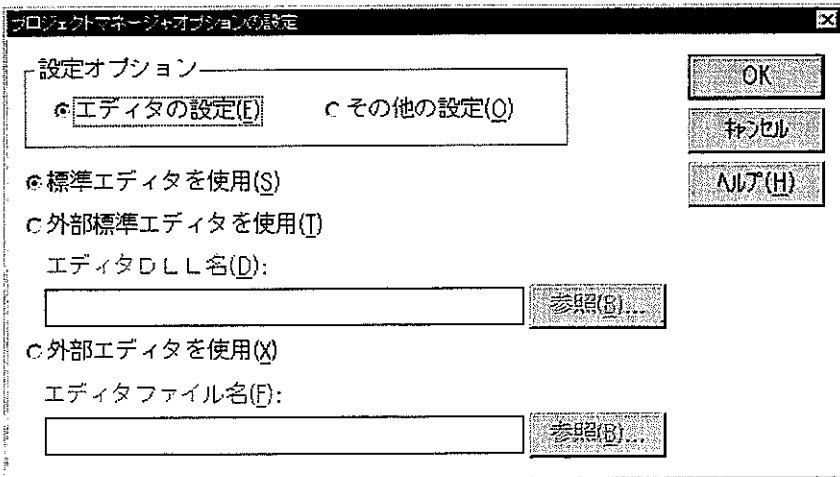 プロジェクトマネージャオプションの設定
設定オプション
エディタの設定(E)
その他の設定(O)
OK
キャンセル
ヘルプ(H)
標準エディタを使用(S)
外部標準エディタを使用(T)
エディタDLL名(D):
参照(B)...
外部エディタを使用(X)
エディタファイル名(F):
参照(B)...